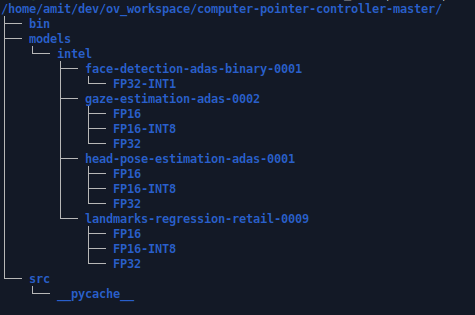 /home/amit/dev/ov_workspace/computer-pointer-controller-master/
├── bin
├── models
│   └── intel
│       ├── face-detection-adas-binary-0001
│       │   └── FP32-INT1
│       ├── gaze-estimation-adas-0002
│       │   ├── FP16
│       │   ├── FP16-INT8
│       │   └── FP32
│       ├── head-pose-estimation-adas-0001
│       │   ├── FP16
│       │   ├── FP16-INT8
│       │   └── FP32
│       └── landmarks-regression-retail-0009
│           ├── FP16
│           ├── FP16-INT8
│           └── FP32
└── src
    └── __pycache__